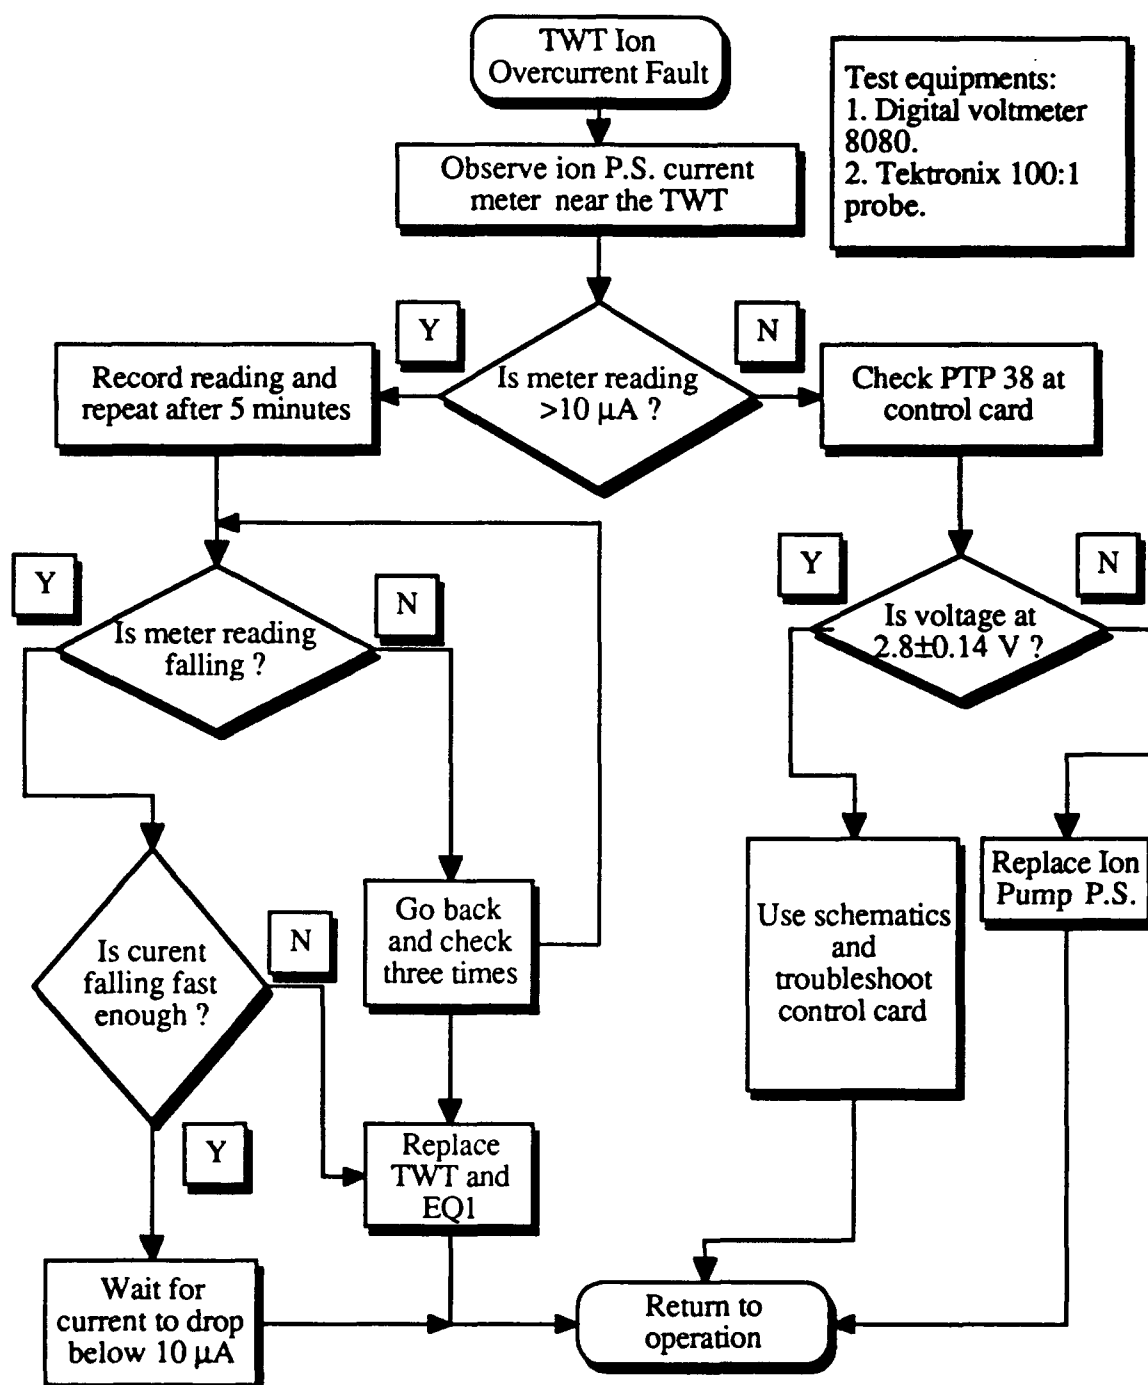 TWT Ion
Overcurrent Fault
Test equipments:
1. Digital voltmeter
8080.
2. Tektronix 100:1
probe.
Observe ion P.S. current
meter near the TWT
Y
N
Record reading and
repeat after 5 minutes
Is meter reading
>10 µA ?
Check PTP 38 at
control card
Y
N
Is meter reading
falling ?
Y
N
Is voltage at
2.8±0.14 V ?
Is curent
falling fast
enough ?
N
Go back
and check
three times
Use schematics
and
troubleshoot
control card
Replace Ion
Pump P.S.
Y
Replace
TWT and
EQ1
Wait for
current to drop
below 10 µA
Return to
operation